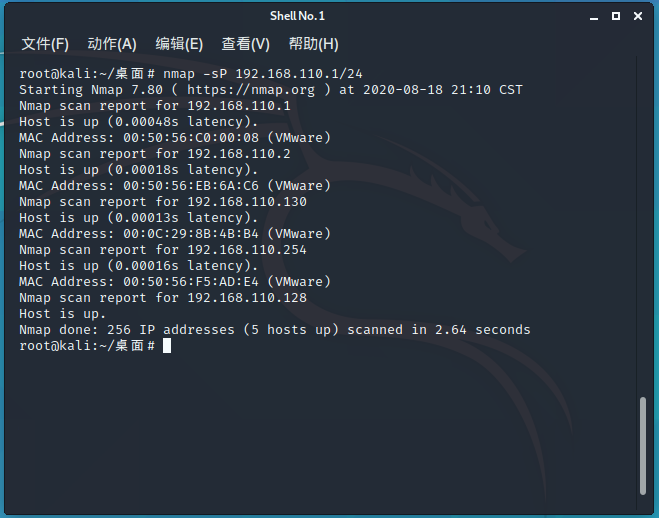 Shell No. 1
文件(F) 动作(A) 编辑(E) 查看(V) 帮助(H)
root@kali:~/桌面# nmap -sP 192.168.110.1/24
Starting Nmap 7.80 ( https://nmap.org ) at 2020-08-18 21:10 CST
Nmap scan report for 192.168.110.1
Host is up (0.00048s latency).
MAC Address: 00:50:56:C0:00:08 (VMware)
Nmap scan report for 192.168.110.2
Host is up (0.00018s latency).
MAC Address: 00:50:56:EB:6A:C6 (VMware)
Nmap scan report for 192.168.110.130
Host is up (0.00013s latency).
MAC Address: 00:0C:29:8B:4B:B4 (VMware)
Nmap scan report for 192.168.110.254
Host is up (0.00016s latency).
MAC Address: 00:50:56:F5:AD:E4 (VMware)
Nmap scan report for 192.168.110.128
Host is up.
Nmap done: 256 IP addresses (5 hosts up) scanned in 2.64 seconds
root@kali:~/桌面#